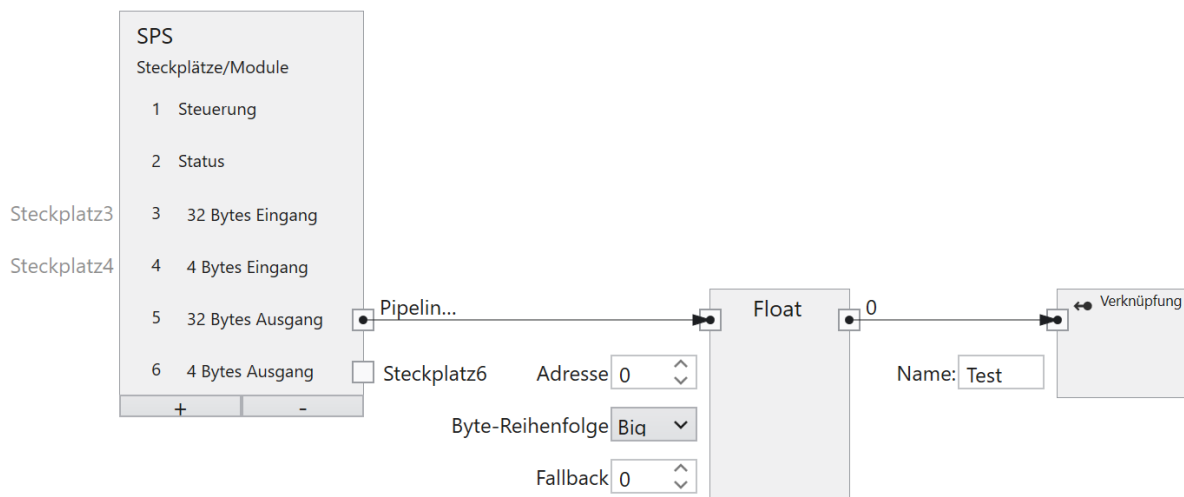 SPS
Steckplätze/Module
1 Steuerung
2 Status
Steckplatz3 3 32 Bytes Eingang
Steckplatz4 4 4 Bytes Eingang
5 32 Bytes Ausgang Pipelin... Float 0 Verknüpfung
6 4 Bytes Ausgang Steckplatz6 Adresse 0 Name: Test
+ -
Byte-Reihenfolge Big
Fallback 0